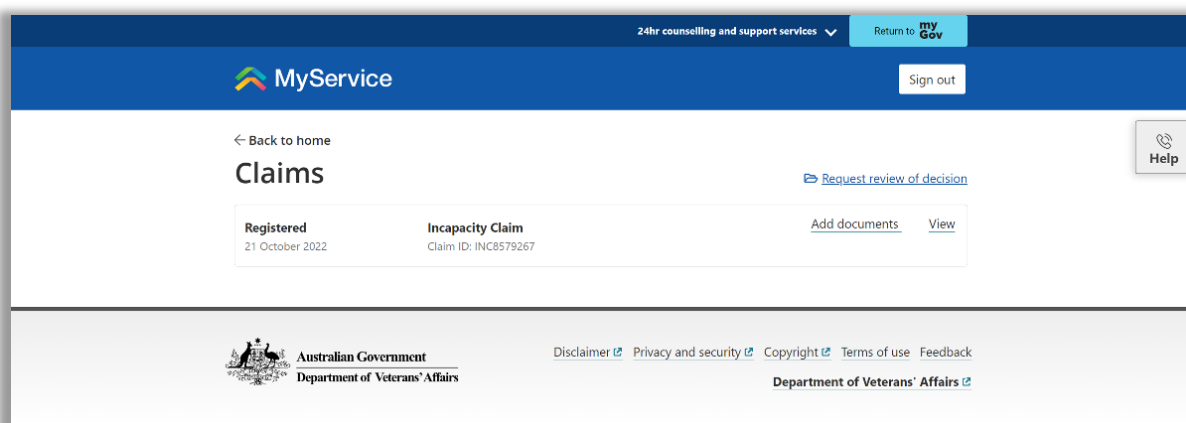 24hr counselling and support services
Return to my Gov
MyService
Sign out
Back to home
Help
Claims
Request review of decision
Registered Incapacity Claim Add documents View
21 October 2022 Claim ID: INC8579267
Disclaimer Privacy and security Copyright Terms of use Feedback
Australian Government
Department of Veterans' Affairs
Department of Veterans' Affairs